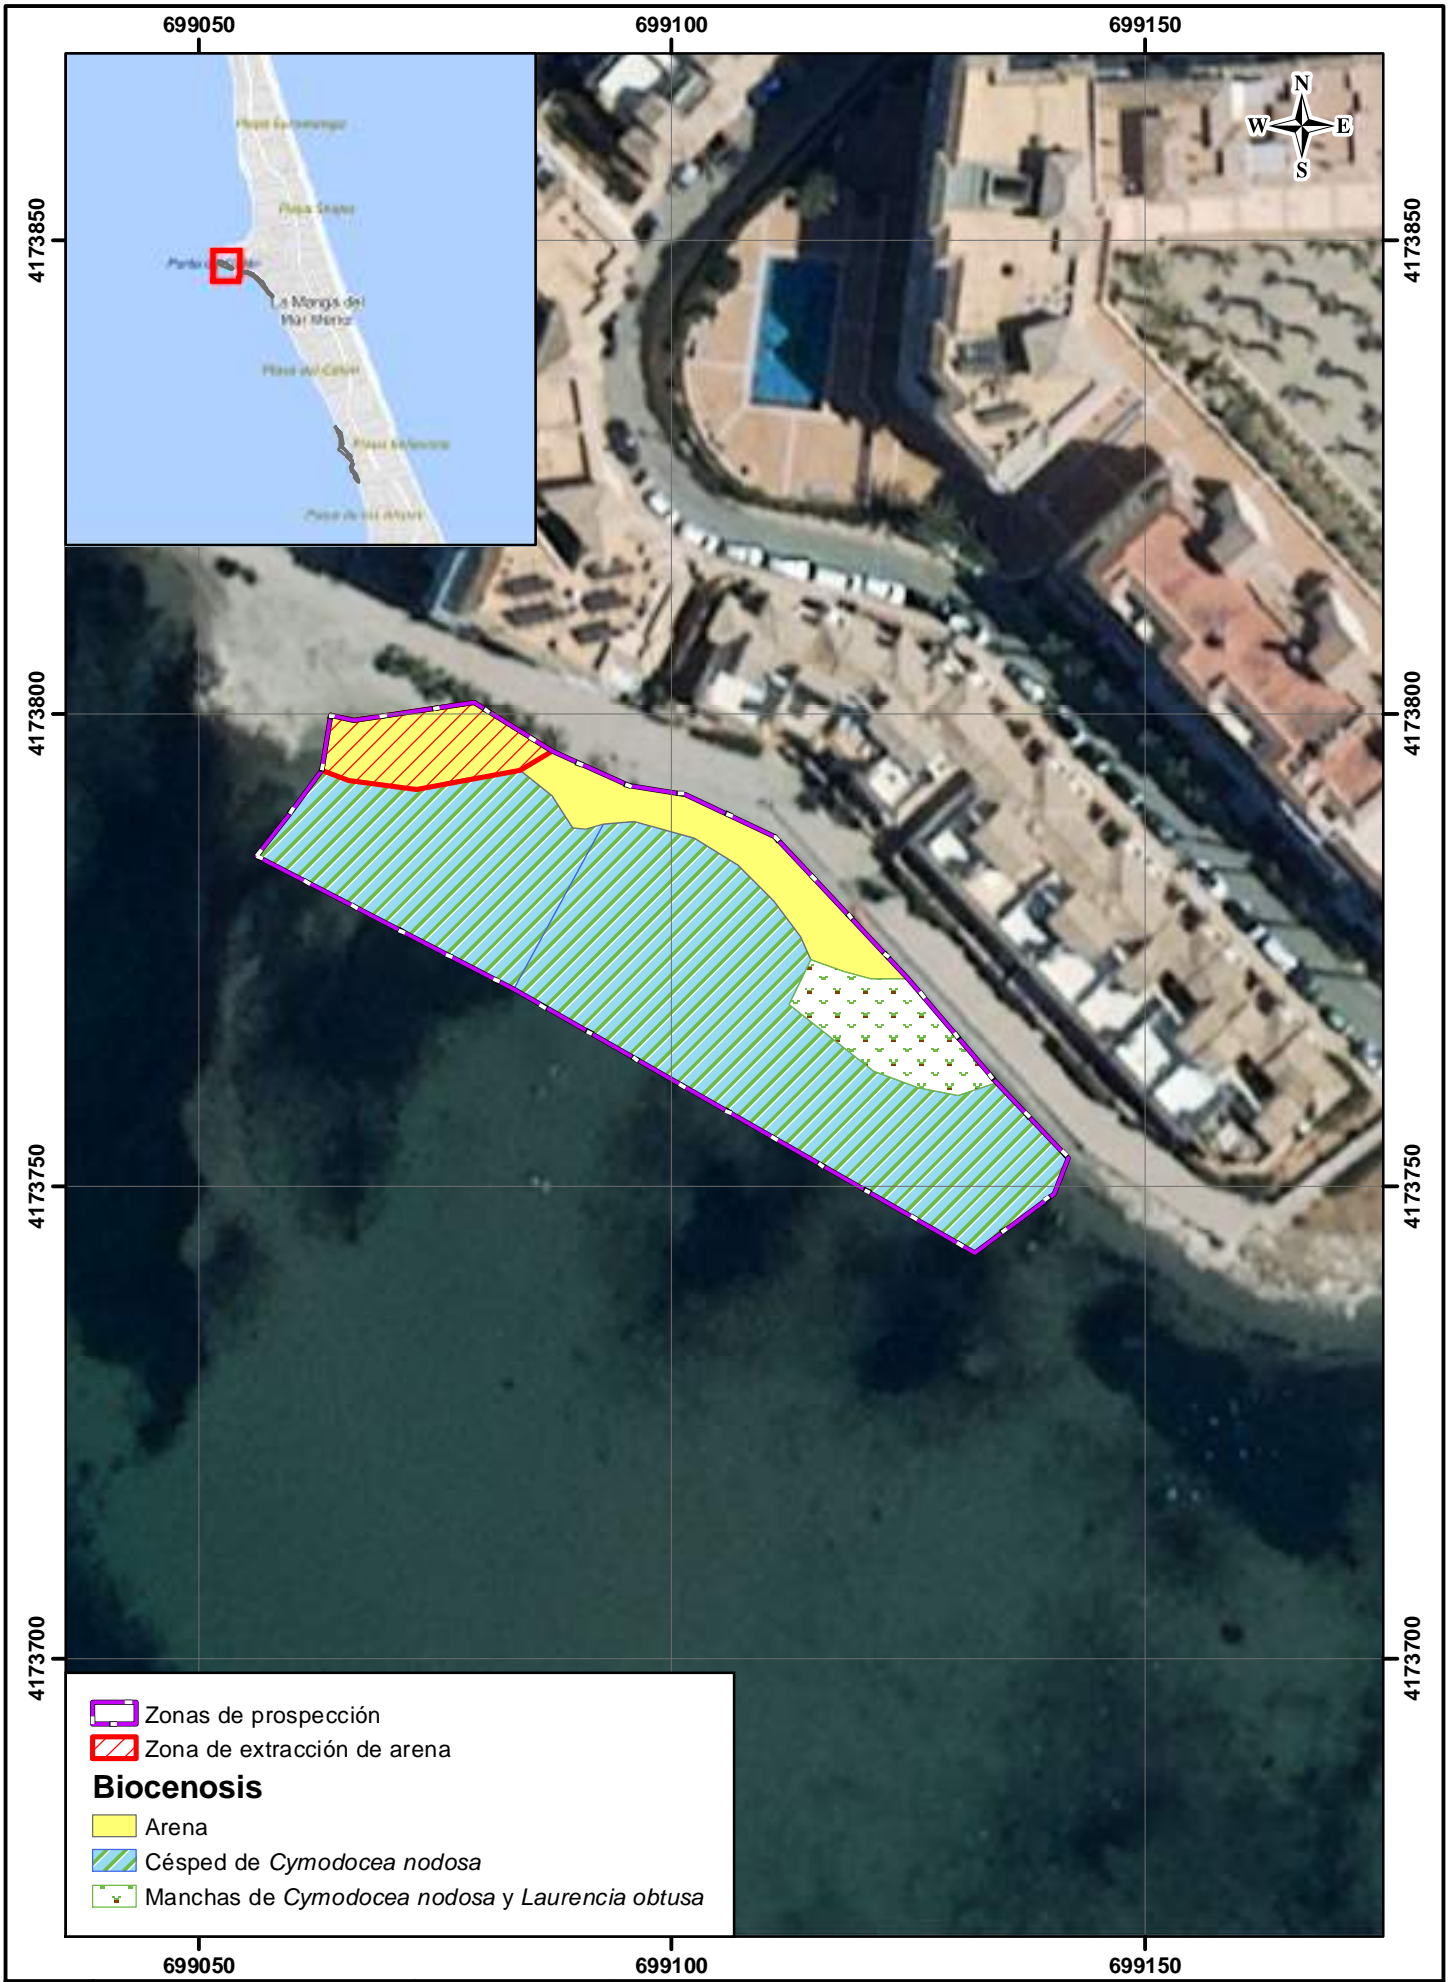 699050 699100 699150
N
W E
S
4173850 4173850
La Manga del
Mar Menor
4173800 4173800
4173750 4173750
4173700 4173700
Zonas de prospección
Zona de extracción de arena
Biocenosis
Arena
Césped de Cymodocea nodosa
Manchas de Cymodocea nodosa y Laurencia obtusa
699050 699100 699150